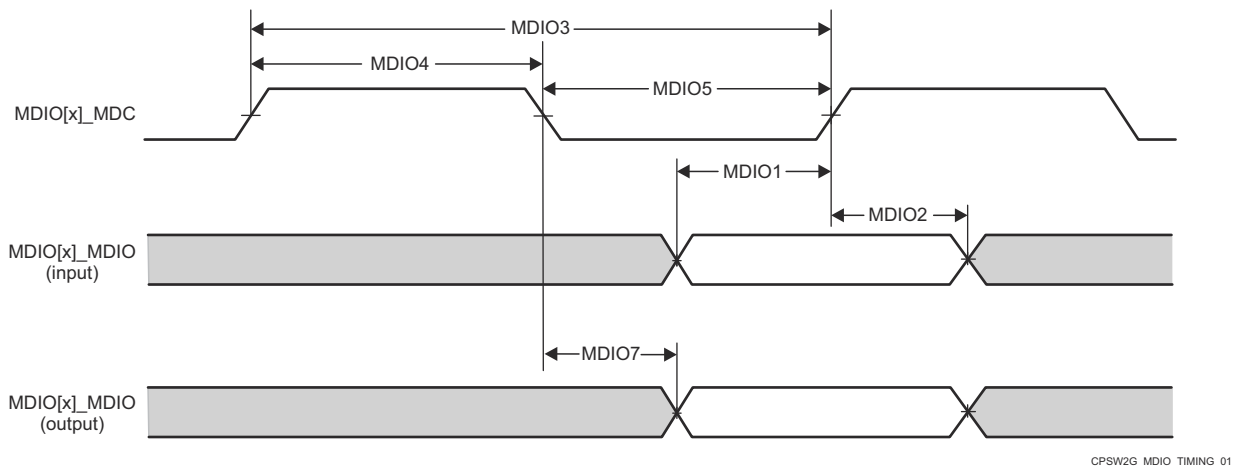 MDIO3
MDIO4
MDIO5
MDIO[x]_MDC
MDIO1
MDIO2
MDIO[x]_MDIO
(input)
MDIO7
MDIO[x]_MDIO
(output)
CPSW2G_MDIO_TIMING_01